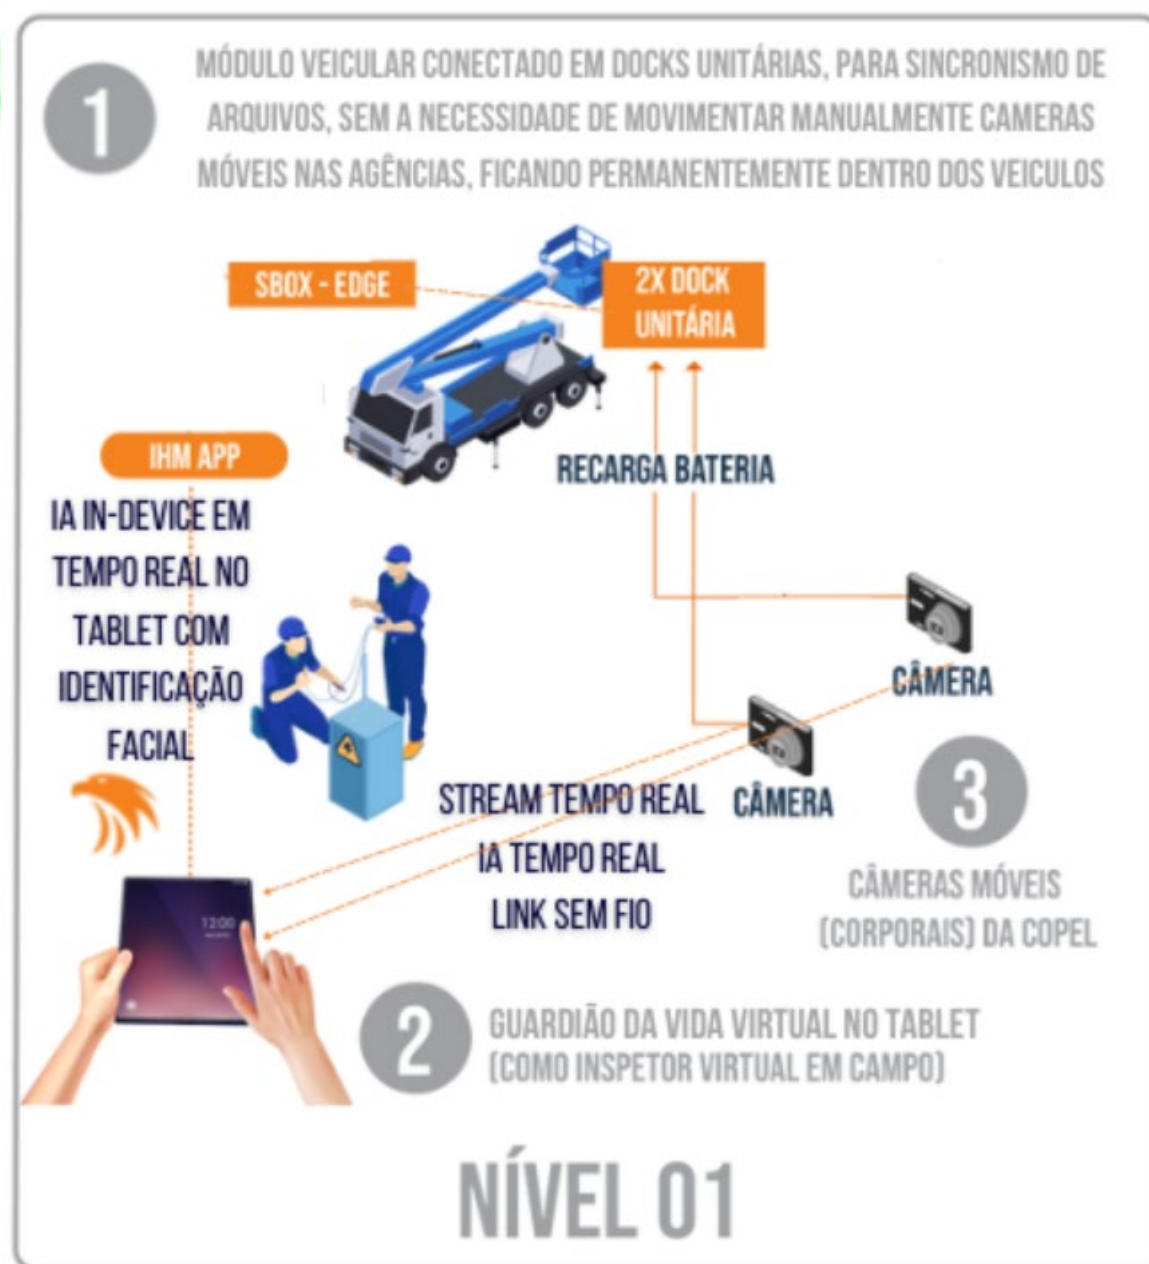 1
MÓDULO VEICULAR CONECTADO EM DOCKS UNITÁRIAS, PARA SINCRONISMO DE
ARQUIVOS, SEM A NECESSIDADE DE MOVIMENTAR MANUALMENTE CAMERAS
MÓVEIS NAS AGÊNCIAS, FICANDO PERMANENTEMENTE DENTRO DOS VEICULOS
SBOX - EDGE
2X DOCK
UNITÁRIA
IHM APP
RECARGA BATERIA
IA IN-DEVICE EM
TEMPO REAL NO
TABLET COM
IDENTIFICAÇÃO
FACIAL
CÂMERA
CÂMERA
STREAM TEMPO REAL
IA TEMPO REAL
LINK SEM FIO
3
CÂMERAS MÓVEIS
(CORPORAIS) DA COPEL
12:00
2
GUARDIÃO DA VIDA VIRTUAL NO TABLET
(COMO INSPETOR VIRTUAL EM CAMPO)
NÍVEL 01